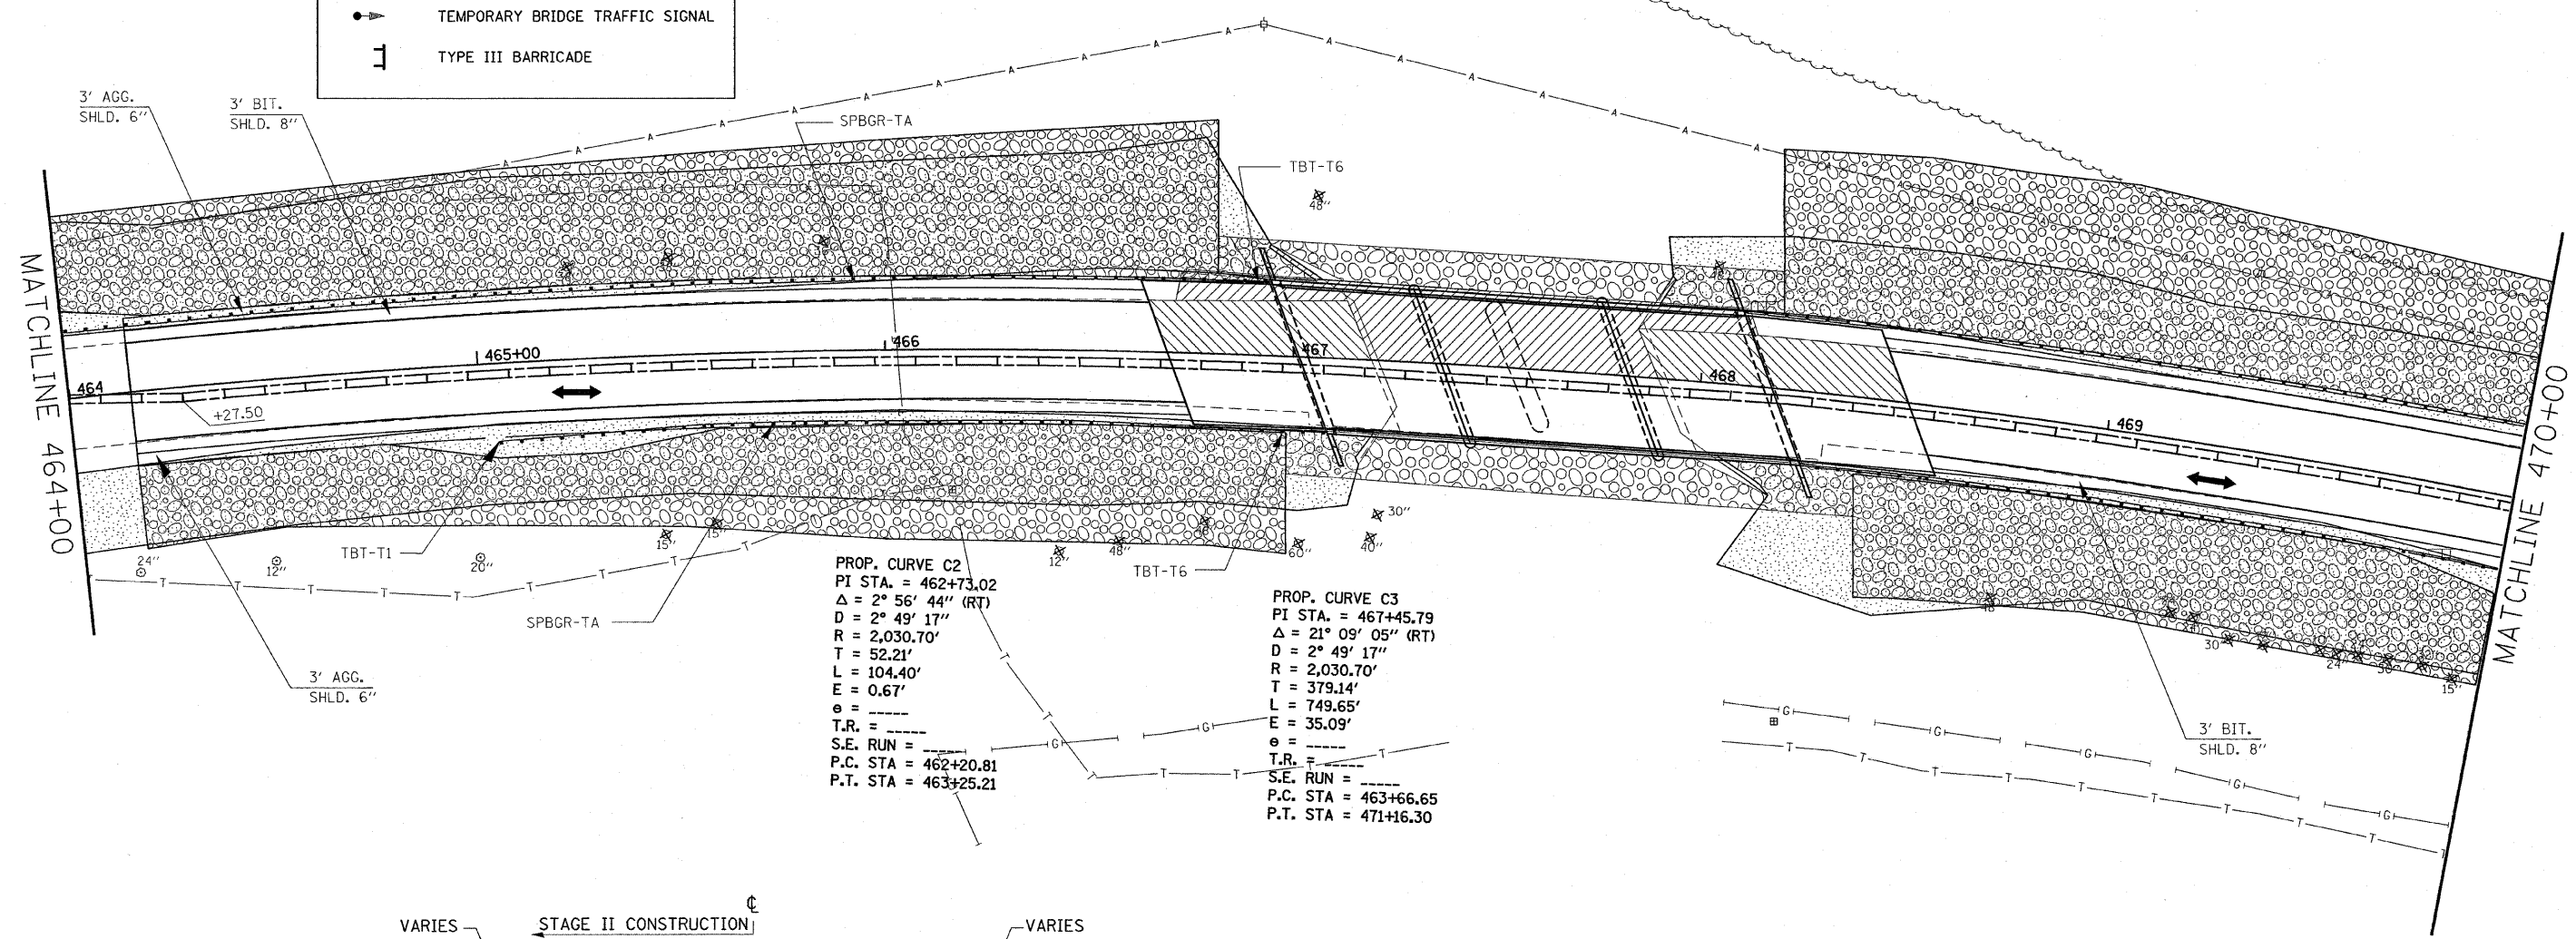 TEMPORARY BRIDGE TRAFFIC SIGNAL
TYPE III BARRICADE
3' AGG.
SHLD. 6"
3' BIT.
SHLD. 8"
SPBGR-TA
TBT-T6
48"
MATCHLINE 464+00
464
+27.50
465+00
466
467
468
469
MATCHLINE 470+00
24"
12"
20"
TBT-T1
15"
15"
12"
48"
60"
30"
40"
TBT-T6
SPBGR-TA
3' AGG.
SHLD. 6"
PROP. CURVE C2
PI STA. = 462+73.02
Δ = 2° 56' 44" (RT)
D = 2° 49' 17"
R = 2,030.70'
T = 52.21'
L = 104.40'
E = 0.67'
e = _____
T.R. = _____
S.E. RUN = _____
P.C. STA = 462+20.81
P.T. STA = 463+25.21
PROP. CURVE C3
PI STA. = 467+45.79
Δ = 21° 09' 05" (RT)
D = 2° 49' 17"
R = 2,030.70'
T = 379.14'
L = 749.65'
E = 35.09'
e = _____
T.R. = _____
S.E. RUN = _____
P.C. STA = 463+66.65
P.T. STA = 471+16.30
30"
24"
15"
3' BIT.
SHLD. 8"
VARIES
STAGE II CONSTRUCTION
℄
VARIES